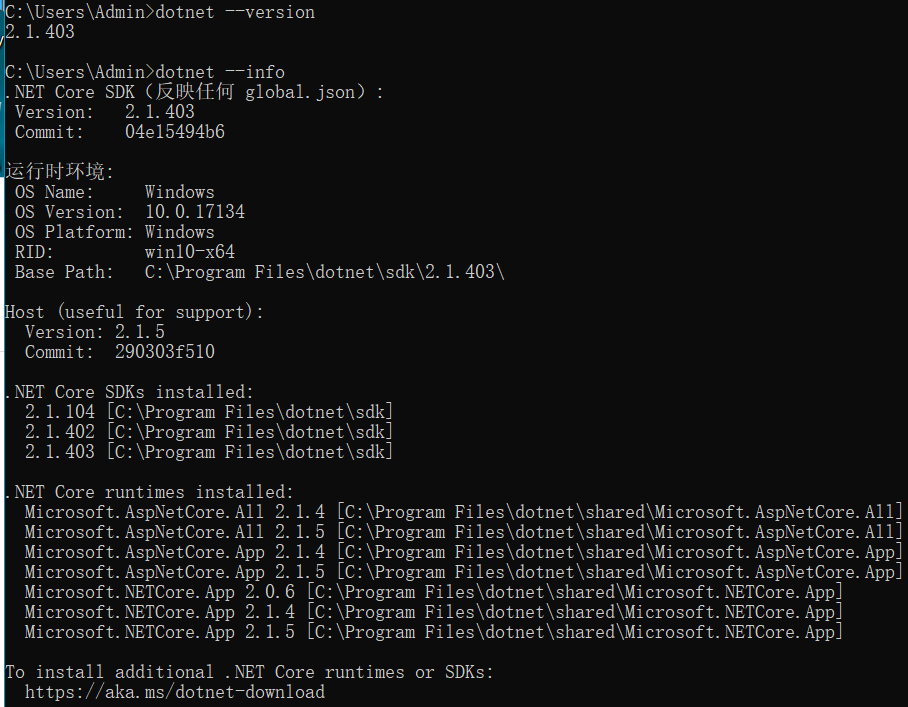 C:\Users\Admin>dotnet --version
2.1.403
C:\Users\Admin>dotnet --info
.NET Core SDK（反映任何 global.json）:
Version:   2.1.403
Commit:    04e15494b6
运行时环境:
OS Name:     Windows
OS Version:  10.0.17134
OS Platform: Windows
RID:         win10-x64
Base Path:   C:\Program Files\dotnet\sdk\2.1.403\
Host (useful for support):
Version: 2.1.5
Commit:  290303f510
.NET Core SDKs installed:
2.1.104 [C:\Program Files\dotnet\sdk]
2.1.402 [C:\Program Files\dotnet\sdk]
2.1.403 [C:\Program Files\dotnet\sdk]
.NET Core runtimes installed:
Microsoft.AspNetCore.All 2.1.4 [C:\Program Files\dotnet\shared\Microsoft.AspNetCore.All]
Microsoft.AspNetCore.All 2.1.5 [C:\Program Files\dotnet\shared\Microsoft.AspNetCore.All]
Microsoft.AspNetCore.App 2.1.4 [C:\Program Files\dotnet\shared\Microsoft.AspNetCore.App]
Microsoft.AspNetCore.App 2.1.5 [C:\Program Files\dotnet\shared\Microsoft.AspNetCore.App]
Microsoft.NETCore.App 2.0.6 [C:\Program Files\dotnet\shared\Microsoft.NETCore.App]
Microsoft.NETCore.App 2.1.4 [C:\Program Files\dotnet\shared\Microsoft.NETCore.App]
Microsoft.NETCore.App 2.1.5 [C:\Program Files\dotnet\shared\Microsoft.NETCore.App]
To install additional .NET Core runtimes or SDKs:
https://aka.ms/dotnet-download